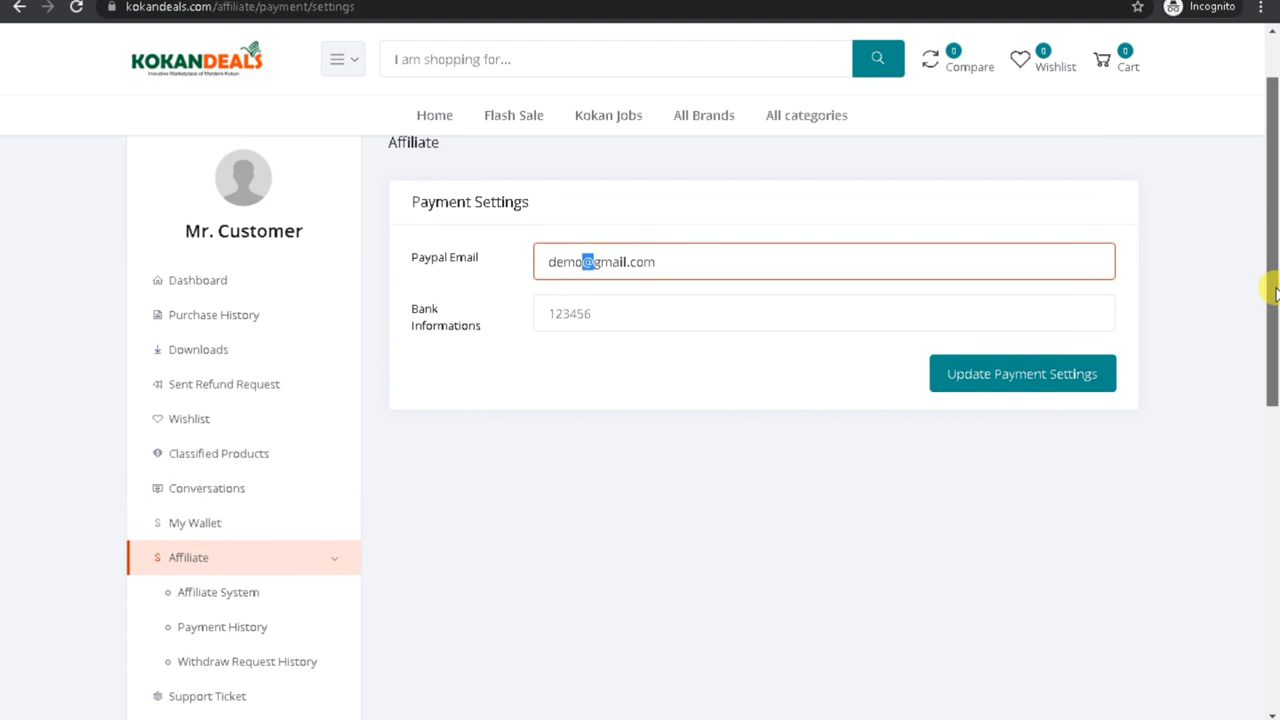 kokandeals.com/affiliate/payment/settings
Incognito
KOKANDEALS
Inovative Marketplace of Mordern Kokan
I am shopping for...
0
Compare
0
Wishlist
0
Cart
Home
Flash Sale
Kokan Jobs
All Brands
All categories
Affiliate
Mr. Customer
Dashboard
Purchase History
Downloads
Sent Refund Request
Wishlist
Classified Products
Conversations
My Wallet
Affiliate
Affiliate System
Payment History
Withdraw Request History
Support Ticket
Payment Settings
Paypal Email
demo@gmail.com
Bank
Informations
123456
Update Payment Settings